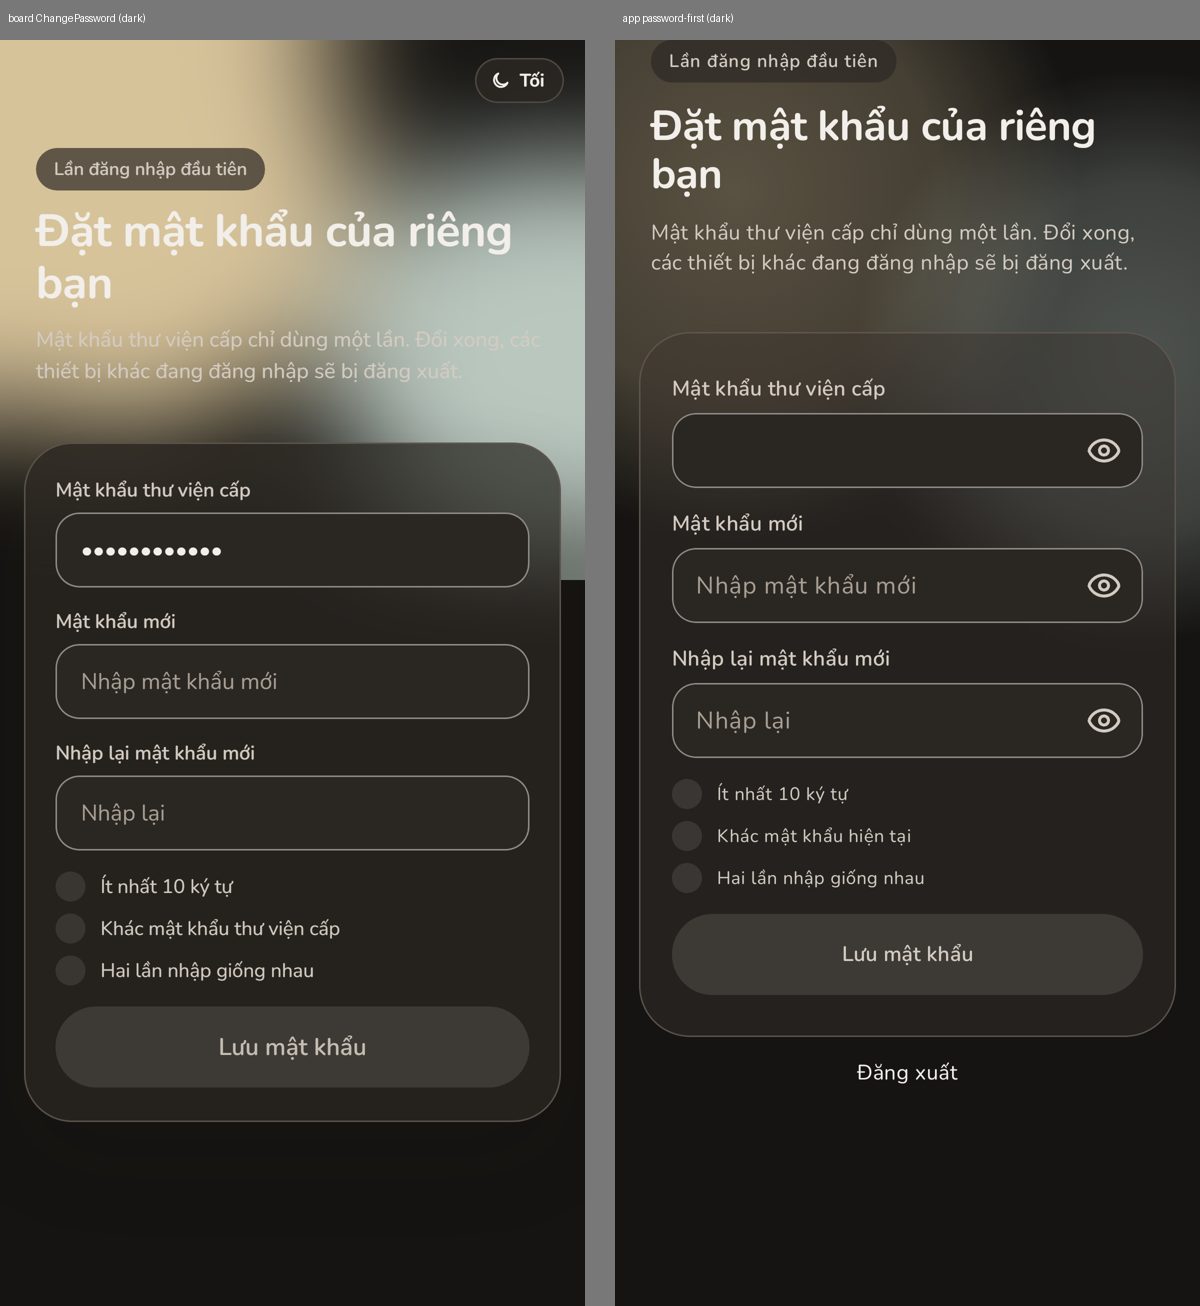 board ChangePassword (dark)
Tối
Lần đăng nhập đầu tiên
Đặt mật khẩu của riêng
bạn
Mật khẩu thư viện cấp chỉ dùng một lần. Đổi xong, các
thiết bị khác đang đăng nhập sẽ bị đăng xuất.
Mật khẩu thư viện cấp
••••••••••••
Mật khẩu mới
Nhập mật khẩu mới
Nhập lại mật khẩu mới
Nhập lại
Ít nhất 10 ký tự
Khác mật khẩu thư viện cấp
Hai lần nhập giống nhau
Lưu mật khẩu
app password-first (dark)
Lần đăng nhập đầu tiên
Đặt mật khẩu của riêng
bạn
Mật khẩu thư viện cấp chỉ dùng một lần. Đổi xong,
các thiết bị khác đang đăng nhập sẽ bị đăng xuất.
Mật khẩu thư viện cấp
Mật khẩu mới
Nhập mật khẩu mới
Nhập lại mật khẩu mới
Nhập lại
Ít nhất 10 ký tự
Khác mật khẩu hiện tại
Hai lần nhập giống nhau
Lưu mật khẩu
Đăng xuất